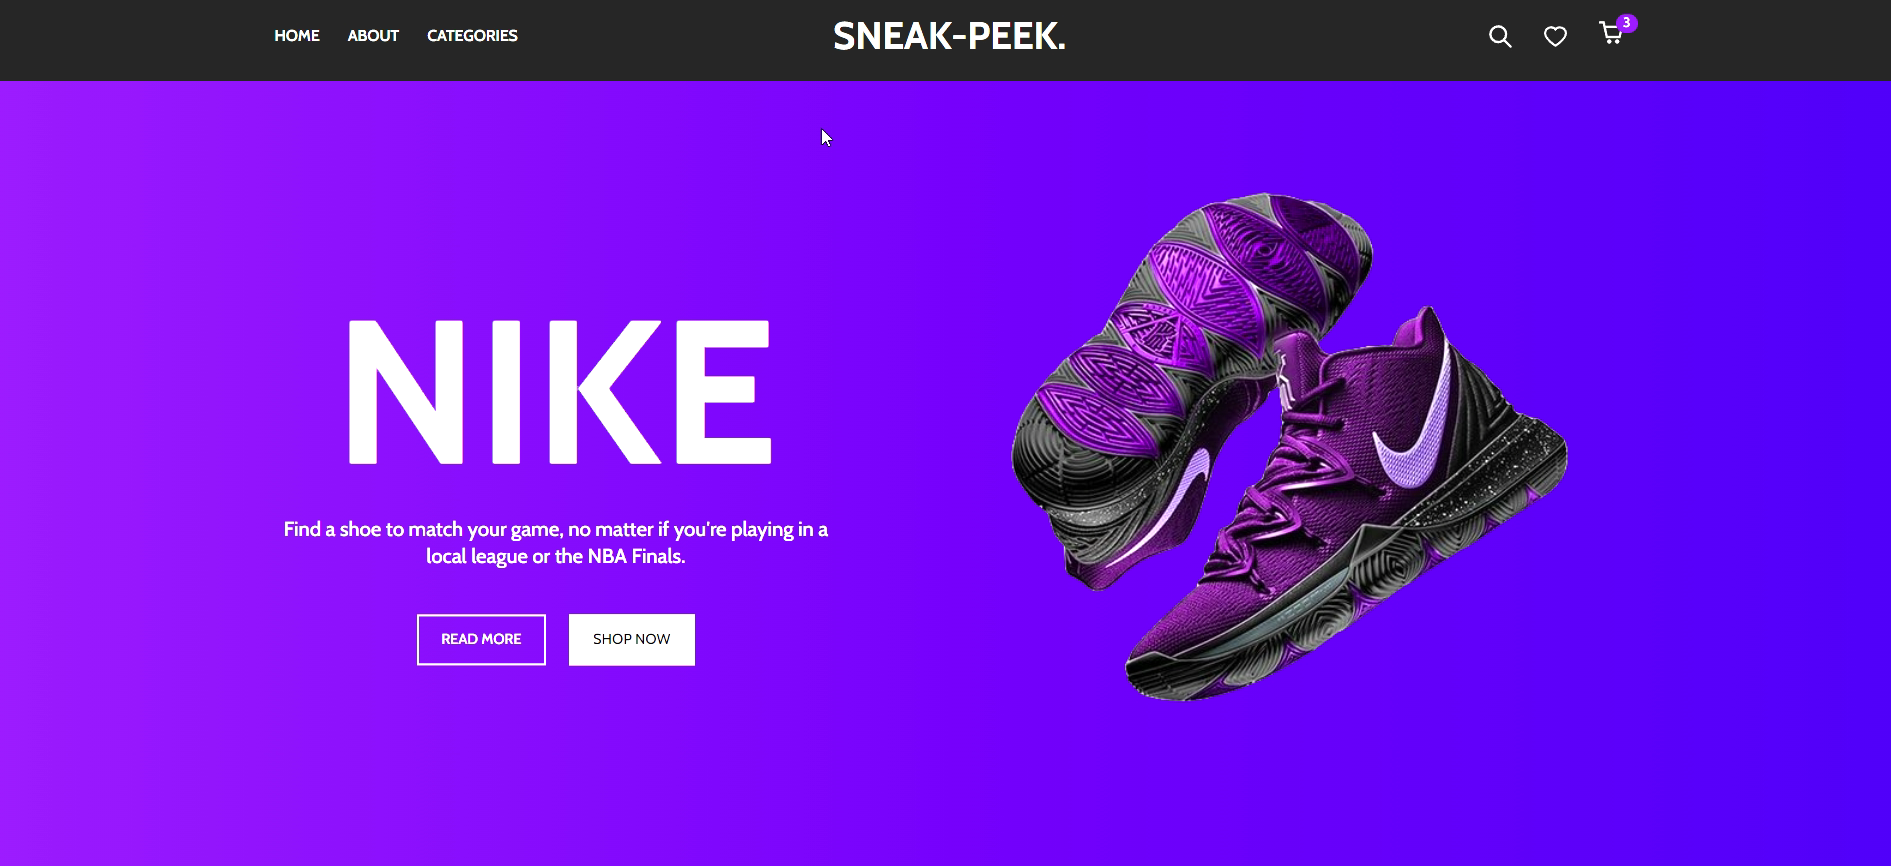 HOME ABOUT CATEGORIES SNEAK-PEEK. 3
NIKE
Find a shoe to match your game, no matter if you're playing in a
local league or the NBA Finals.
READ MORE SHOP NOW